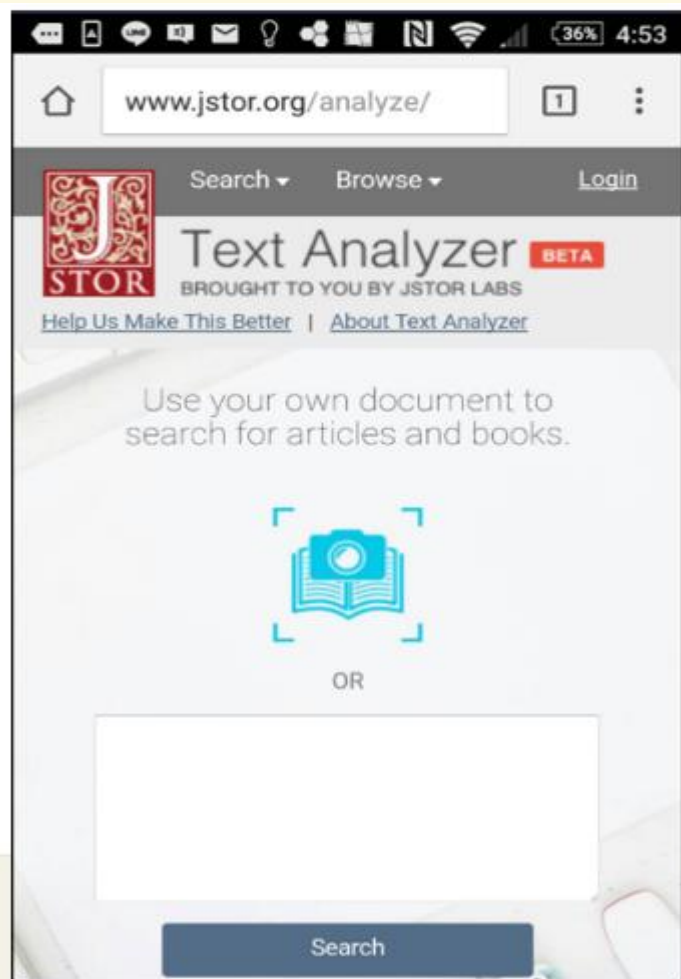 36% 4:53
www.jstor.org/analyze/ 1
Search Browse Login
J
STOR
Text Analyzer BETA
BROUGHT TO YOU BY JSTOR LABS
Help Us Make This Better | About Text Analyzer
Use your own document to
search for articles and books.
OR
Search